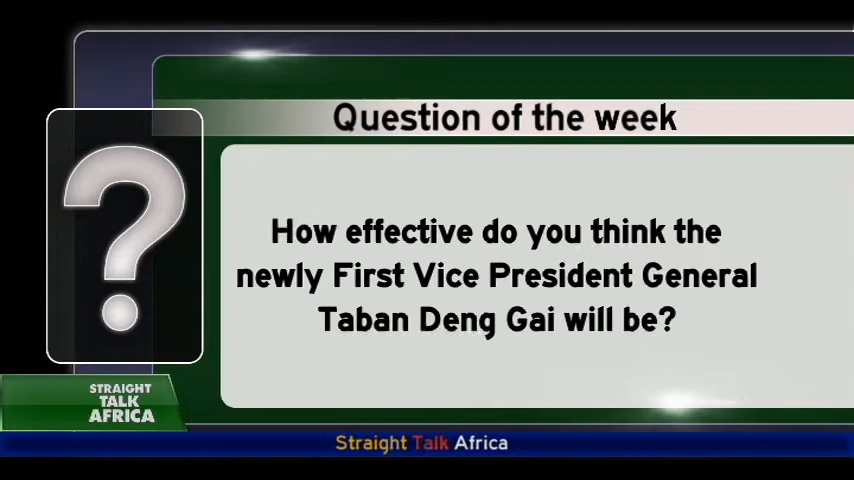 Question of the week
How effective do you think the
newly First Vice President General
Taban Deng Gai will be?
?
STRAIGHT
TALK
AFRICA
Straight Talk Africa